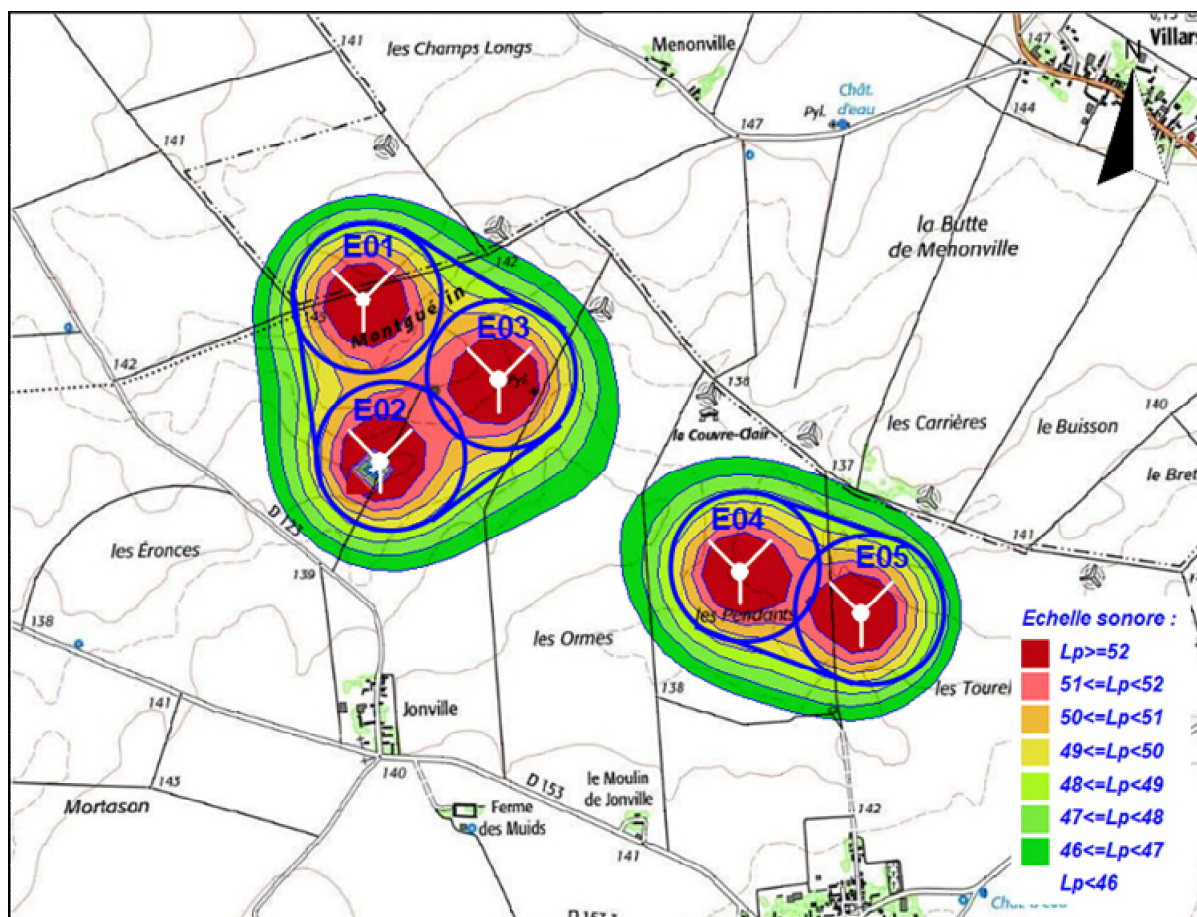 141
les Champs Longs
Menonville
147
Villars
N
Chât.
d'eau
Pyl.
144
147
141
E01
142
145
Montguérin
E03
Pyl.
E02
142
la Butte
de Menonville
138
le Couvre-Clair
les Carrières
le Buisson
140
le Bret
137
141
D 123
les Éronces
139
138
E04
E05
les Pendants
les Ormes
138
les Tourel
141
Jonville
140
143
Mortasan
D 153
le Moulin
de Jonville
Ferme
des Muids
141
142
Echelle sonore :
Lp>=52
51<=Lp<52
50<=Lp<51
49<=Lp<50
48<=Lp<49
47<=Lp<48
46<=Lp<47
Lp<46